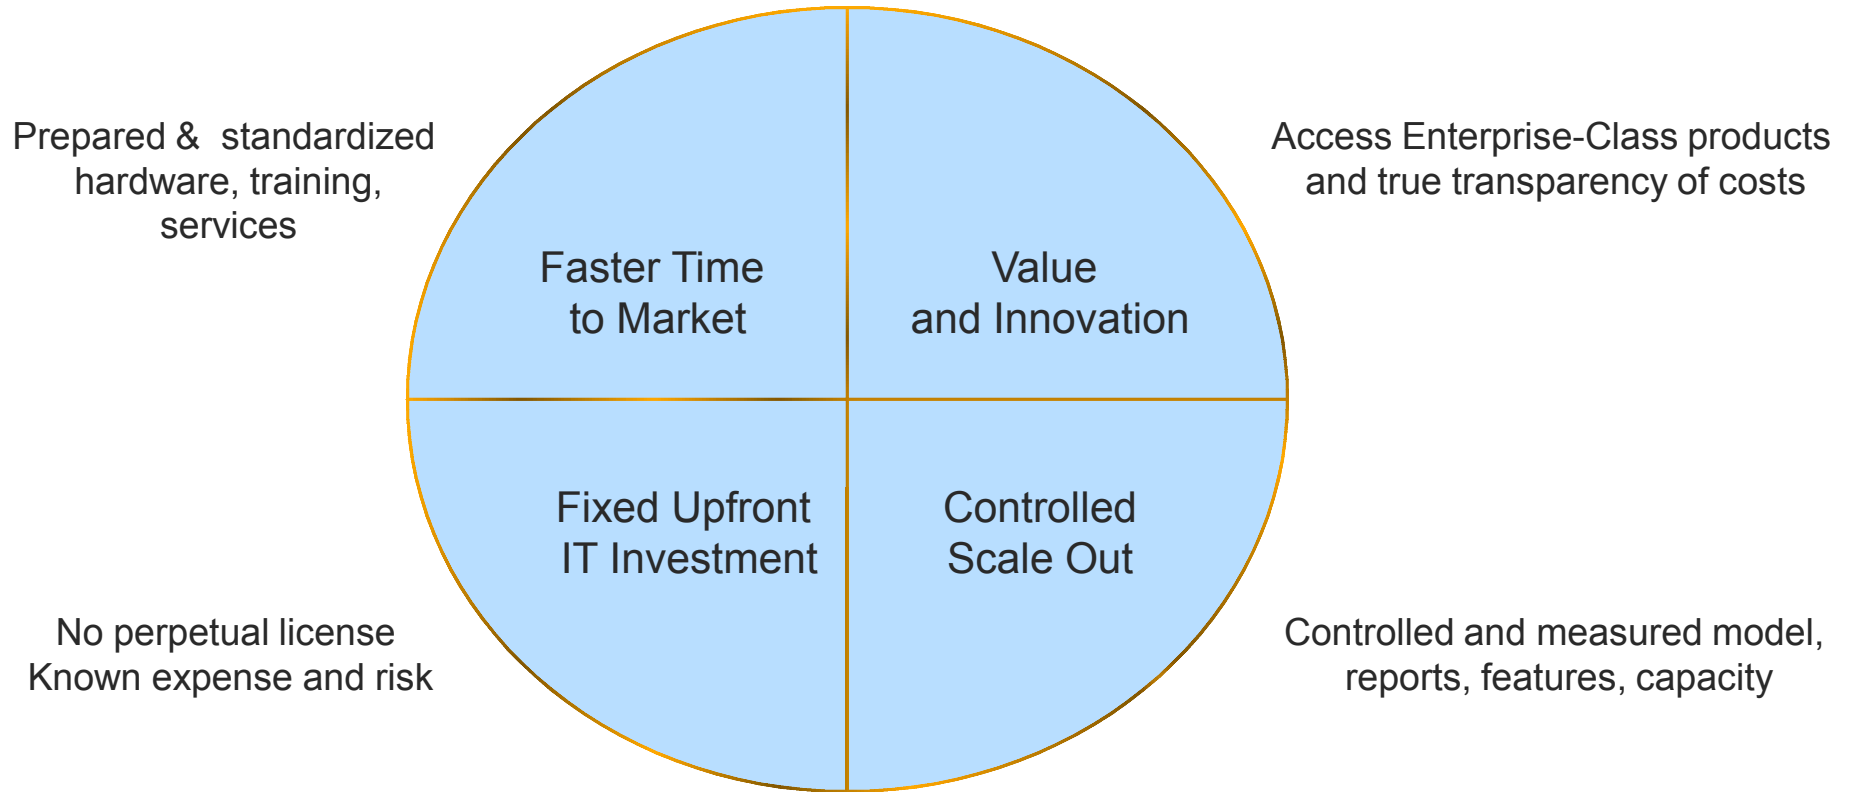 Prepared &  standardized
hardware, training,
services
Faster Time
to Market
Value
and Innovation
Access Enterprise-Class products
and true transparency of costs
No perpetual license
Known expense and risk
Fixed Upfront
IT Investment
Controlled
Scale Out
Controlled and measured model,
reports, features, capacity